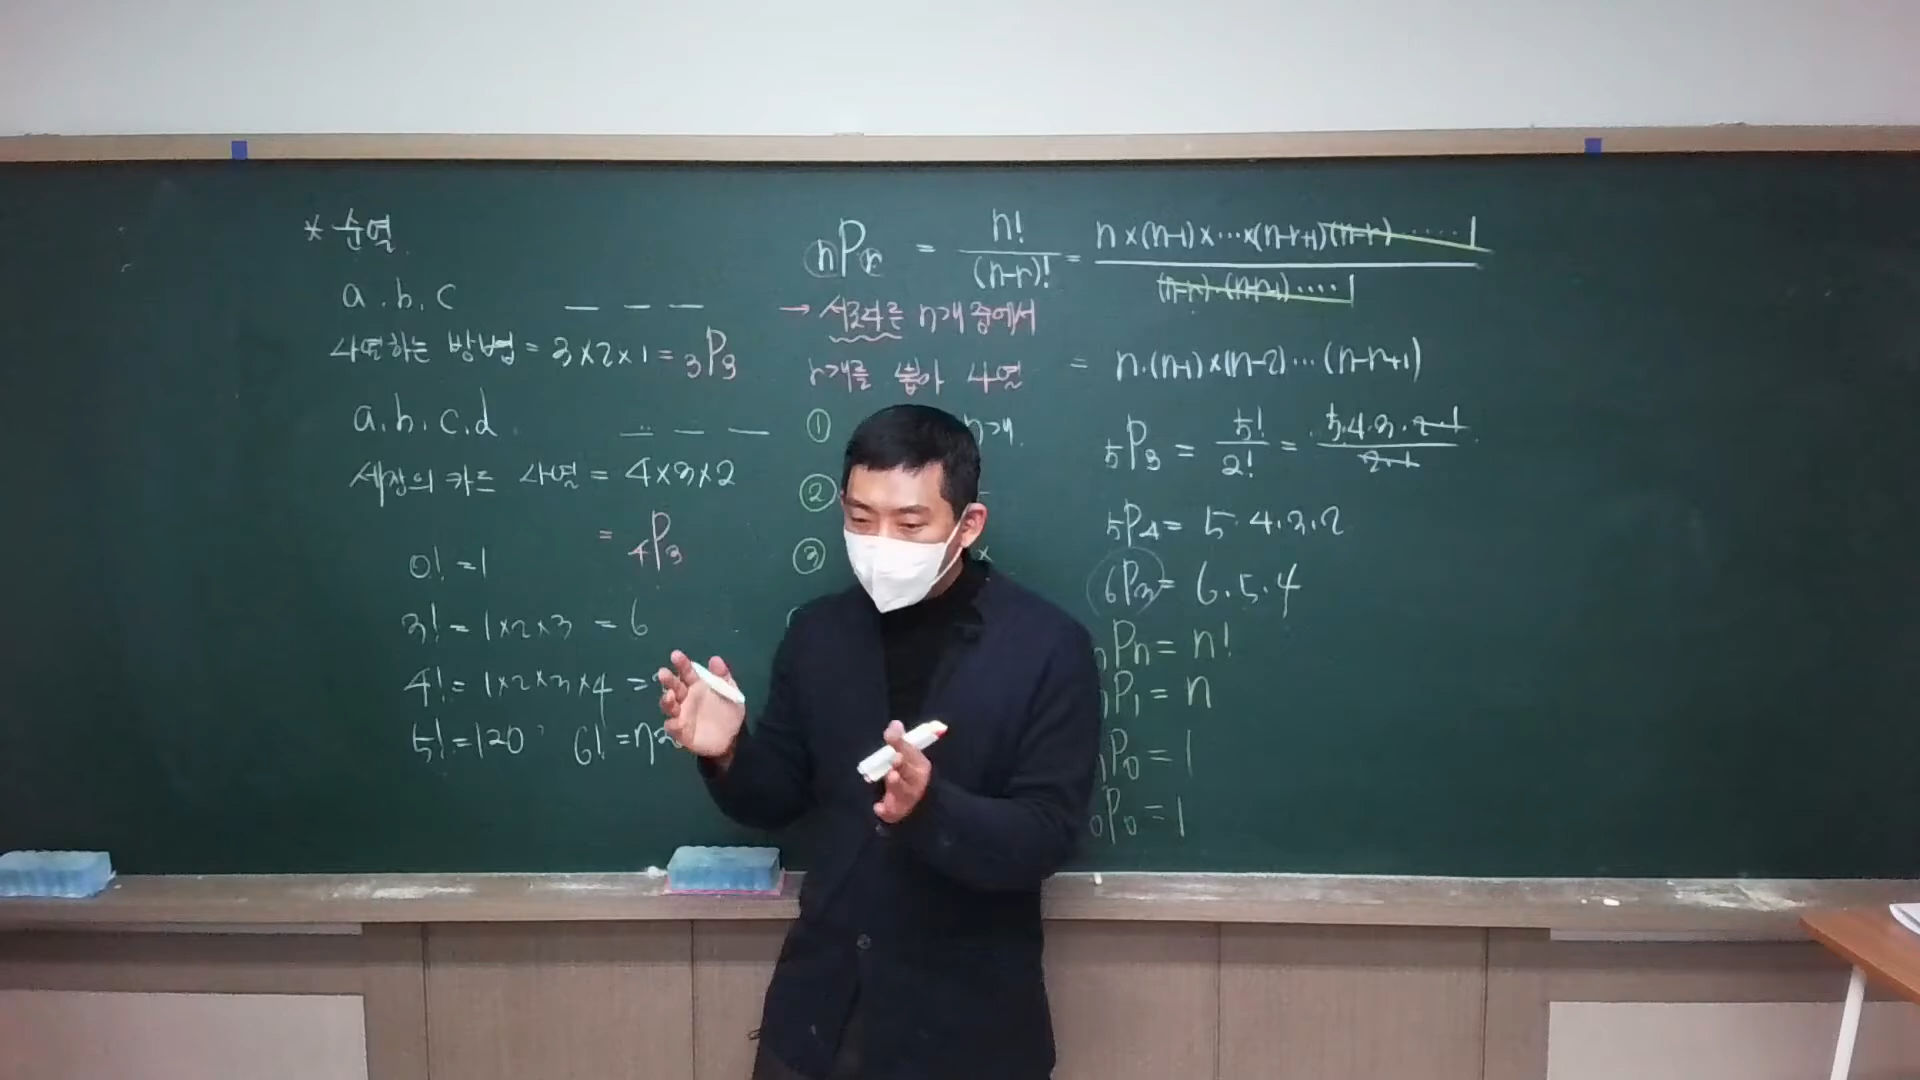 * 순열
a . b . c
나열하는 방법 = 3×2×1 = ₃P₃
a . b . c . d
세장의 카드 나열 = 4×3×2
= ₄P₃
0! = 1
3! = 1×2×3 = 6
4! = 1×2×3×4 =
5! = 120 , 6! = 72
nPr = n! / (n-r)! = n×(n-1)×⋯×(n-r+1)(n-r)⋯⋯1 / (n-r)⋅(n-r-1)⋯⋅1
→ 서로다른 n개 중에서
r개를 뽑아 나열
= n⋅(n-1)×(n-2)⋯(n-r+1)
①
n개
②
③
×
₅P₃ = 5!/2! = 5⋅4⋅3⋅2⋅1 / 2⋅1
₅P₄ = 5⋅4⋅3⋅2
₆P₃ = 6⋅5⋅4
nPn = n!
nP₁ = n
nP₀ = 1
₀P₀ = 1